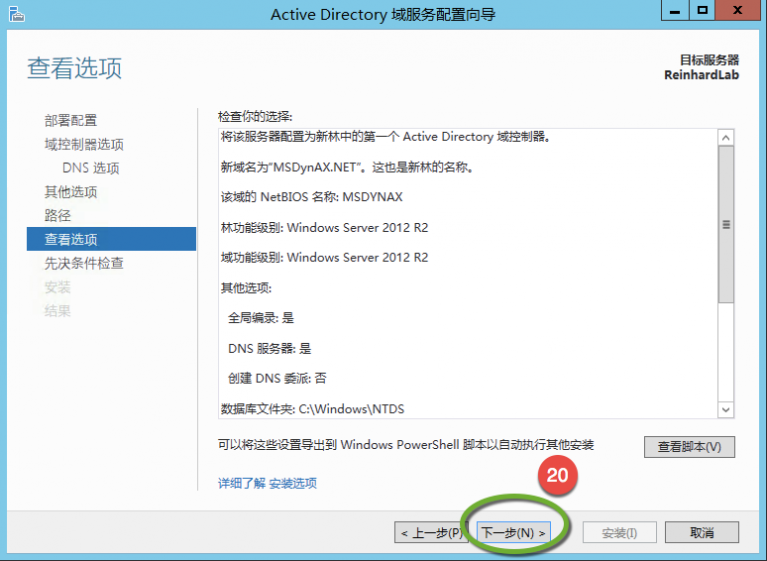 Active Directory 域服务配置向导
查看选项
目标服务器
ReinhardLab
部署配置
域控制器选项
DNS 选项
其他选项
路径
查看选项
先决条件检查
安装
结果
检查你的选择:
将该服务器配置为新林中的第一个 Active Directory 域控制器。
新域名为"MSDynAX.NET"。这也是新林的名称。
该域的 NetBIOS 名称: MSDYNAX
林功能级别: Windows Server 2012 R2
域功能级别: Windows Server 2012 R2
其他选项:
全局编录: 是
DNS 服务器: 是
创建 DNS 委派: 否
数据库文件夹: C:\Windows\NTDS
可以将这些设置导出到 Windows PowerShell 脚本以自动执行其他安装
查看脚本(V)
详细了解 安装选项
20
< 上一步(P)
下一步(N) >
安装(I)
取消